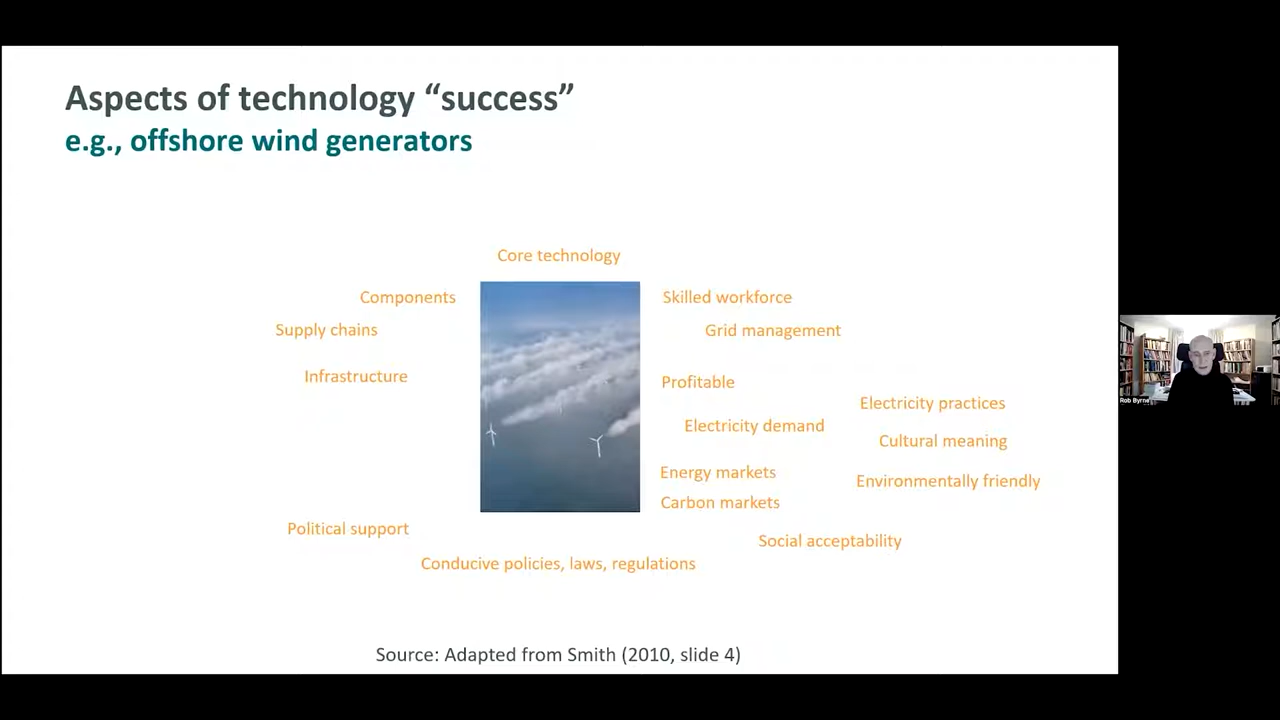 Aspects of technology “success”
e.g., offshore wind generators
Core technology
Components
Skilled workforce
Supply chains
Grid management
Infrastructure
Profitable
Electricity practices
Electricity demand
Cultural meaning
Energy markets
Environmentally friendly
Carbon markets
Political support
Social acceptability
Conducive policies, laws, regulations
Source: Adapted from Smith (2010, slide 4)
Rob Byrne